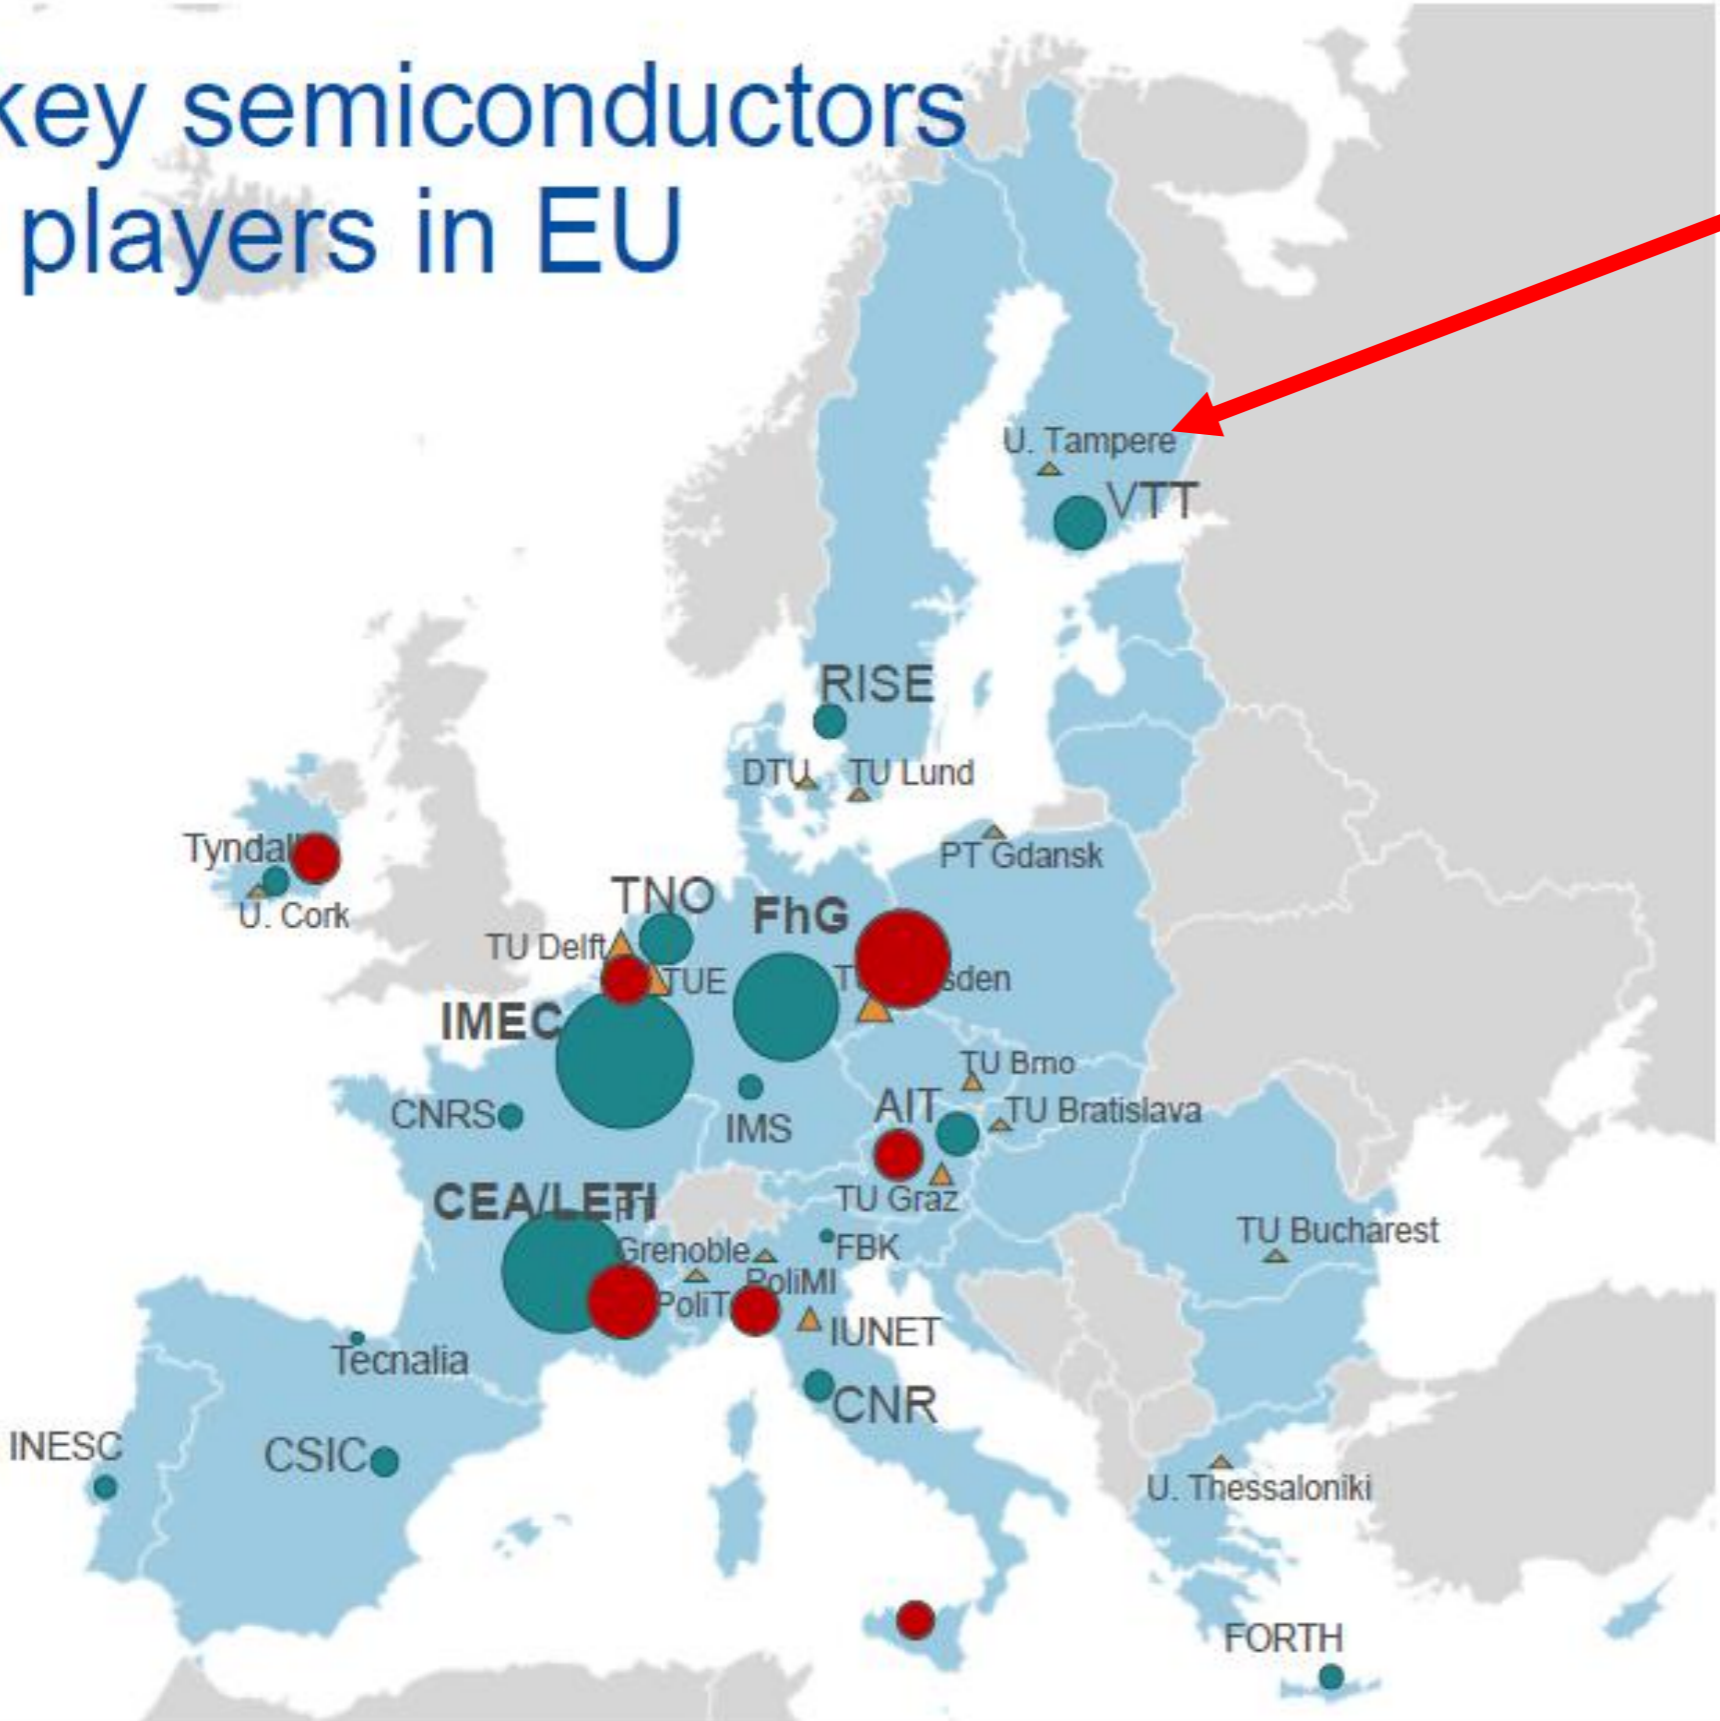 key semiconductors
players in EU
U. Tampere
VTT
RISE
DTU
TU Lund
PT Gdansk
Tyndall
U. Cork
TNO
FhG
TU Delft
TUE
IMEC
TU Brno
AIT
TU Bratislava
CNRS
IMS
CEA/LETI
TU Graz
TU Bucharest
Grenoble
FBK
PoliMI
IUNET
Tecnalia
CNR
INESC
CSIC
U. Thessaloniki
FORTH